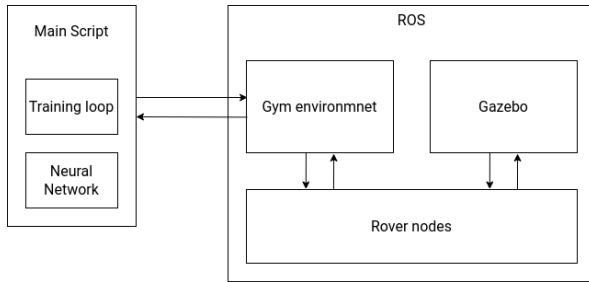 Main Script
Training loop
Neural
Network
ROS
Gym environmnet
Gazebo
Rover nodes